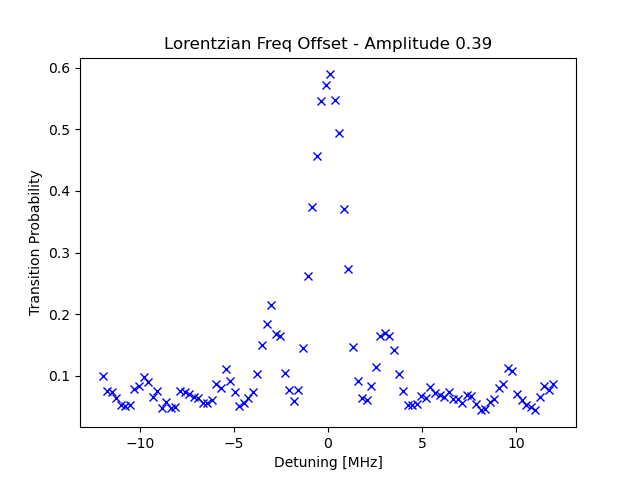 Lorentzian Freq Offset - Amplitude 0.39
0.6
0.5
0.4
0.3
0.2
0.1
Transition Probability
−10 −5 0 5 10
Detuning [MHz]